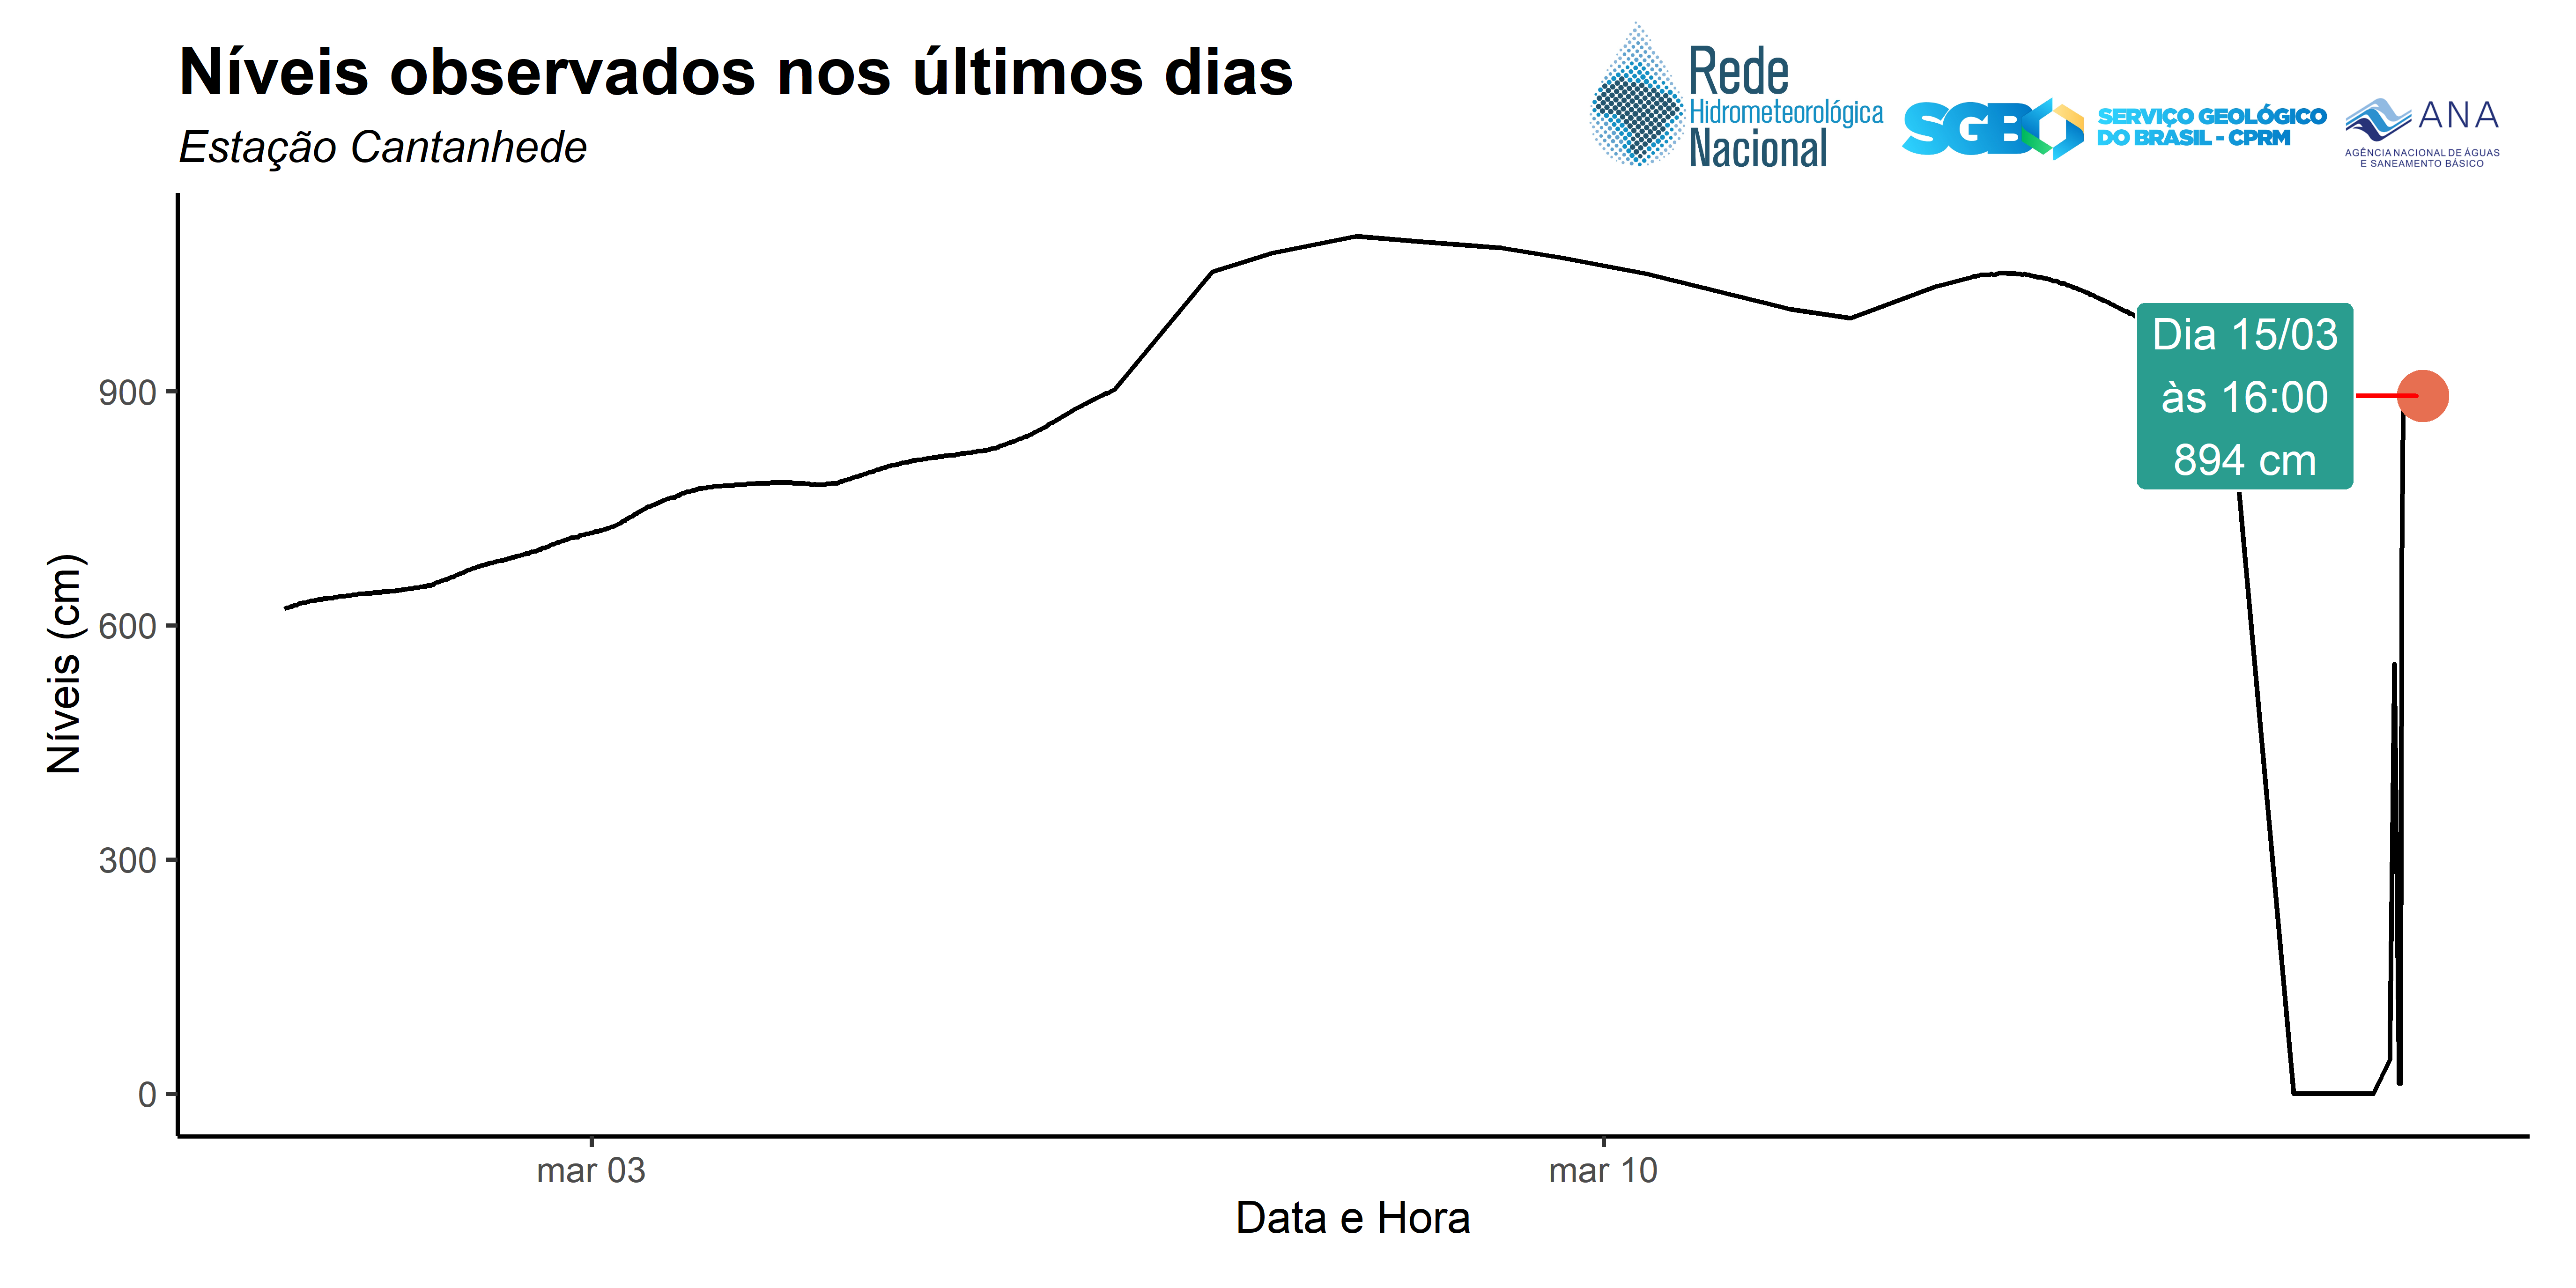 Níveis observados nos últimos dias
Estação Cantanhede
Rede
Hidrometeorológica
Nacional
SGB
SERVIÇO GEOLÓGICO
DO BRASIL - CPRM
ANA
AGÊNCIA NACIONAL DE ÁGUAS
E SANEAMENTO BÁSICO
Níveis (cm)
900
600
300
0
Dia 15/03
às 16:00
894 cm
mar 03
mar 10
Data e Hora